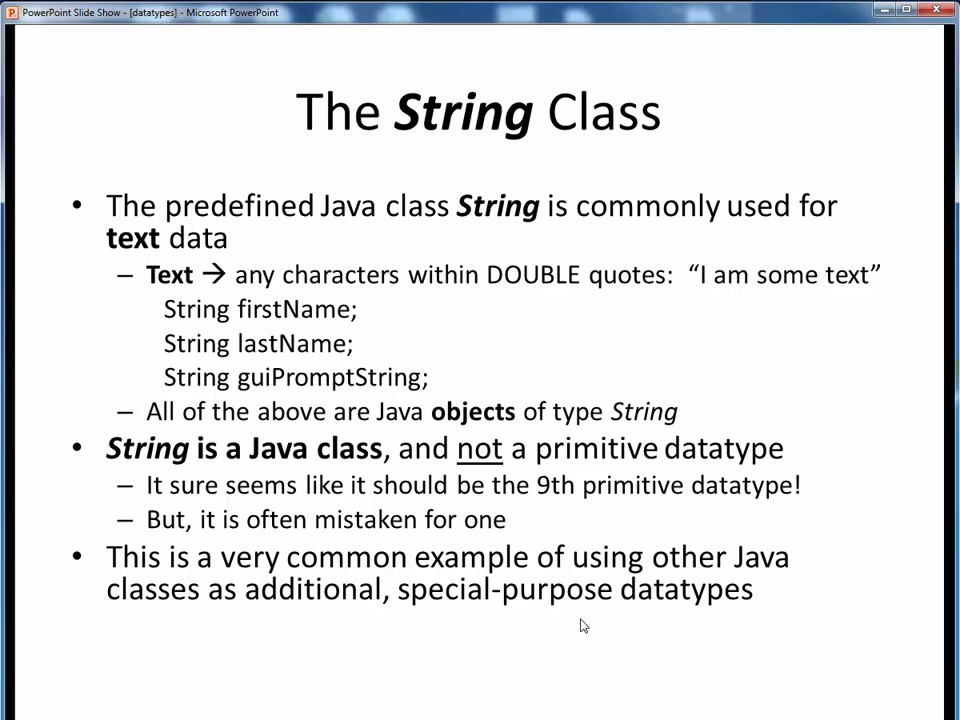 PowerPoint Slide Show - [datatypes] - Microsoft PowerPoint
The String Class
• The predefined Java class String is commonly used for
text data
– Text → any characters within DOUBLE quotes: “I am some text”
String firstName;
String lastName;
String guiPromptString;
– All of the above are Java objects of type String
• String is a Java class, and not a primitive datatype
– It sure seems like it should be the 9th primitive datatype!
– But, it is often mistaken for one
• This is a very common example of using other Java
classes as additional, special-purpose datatypes